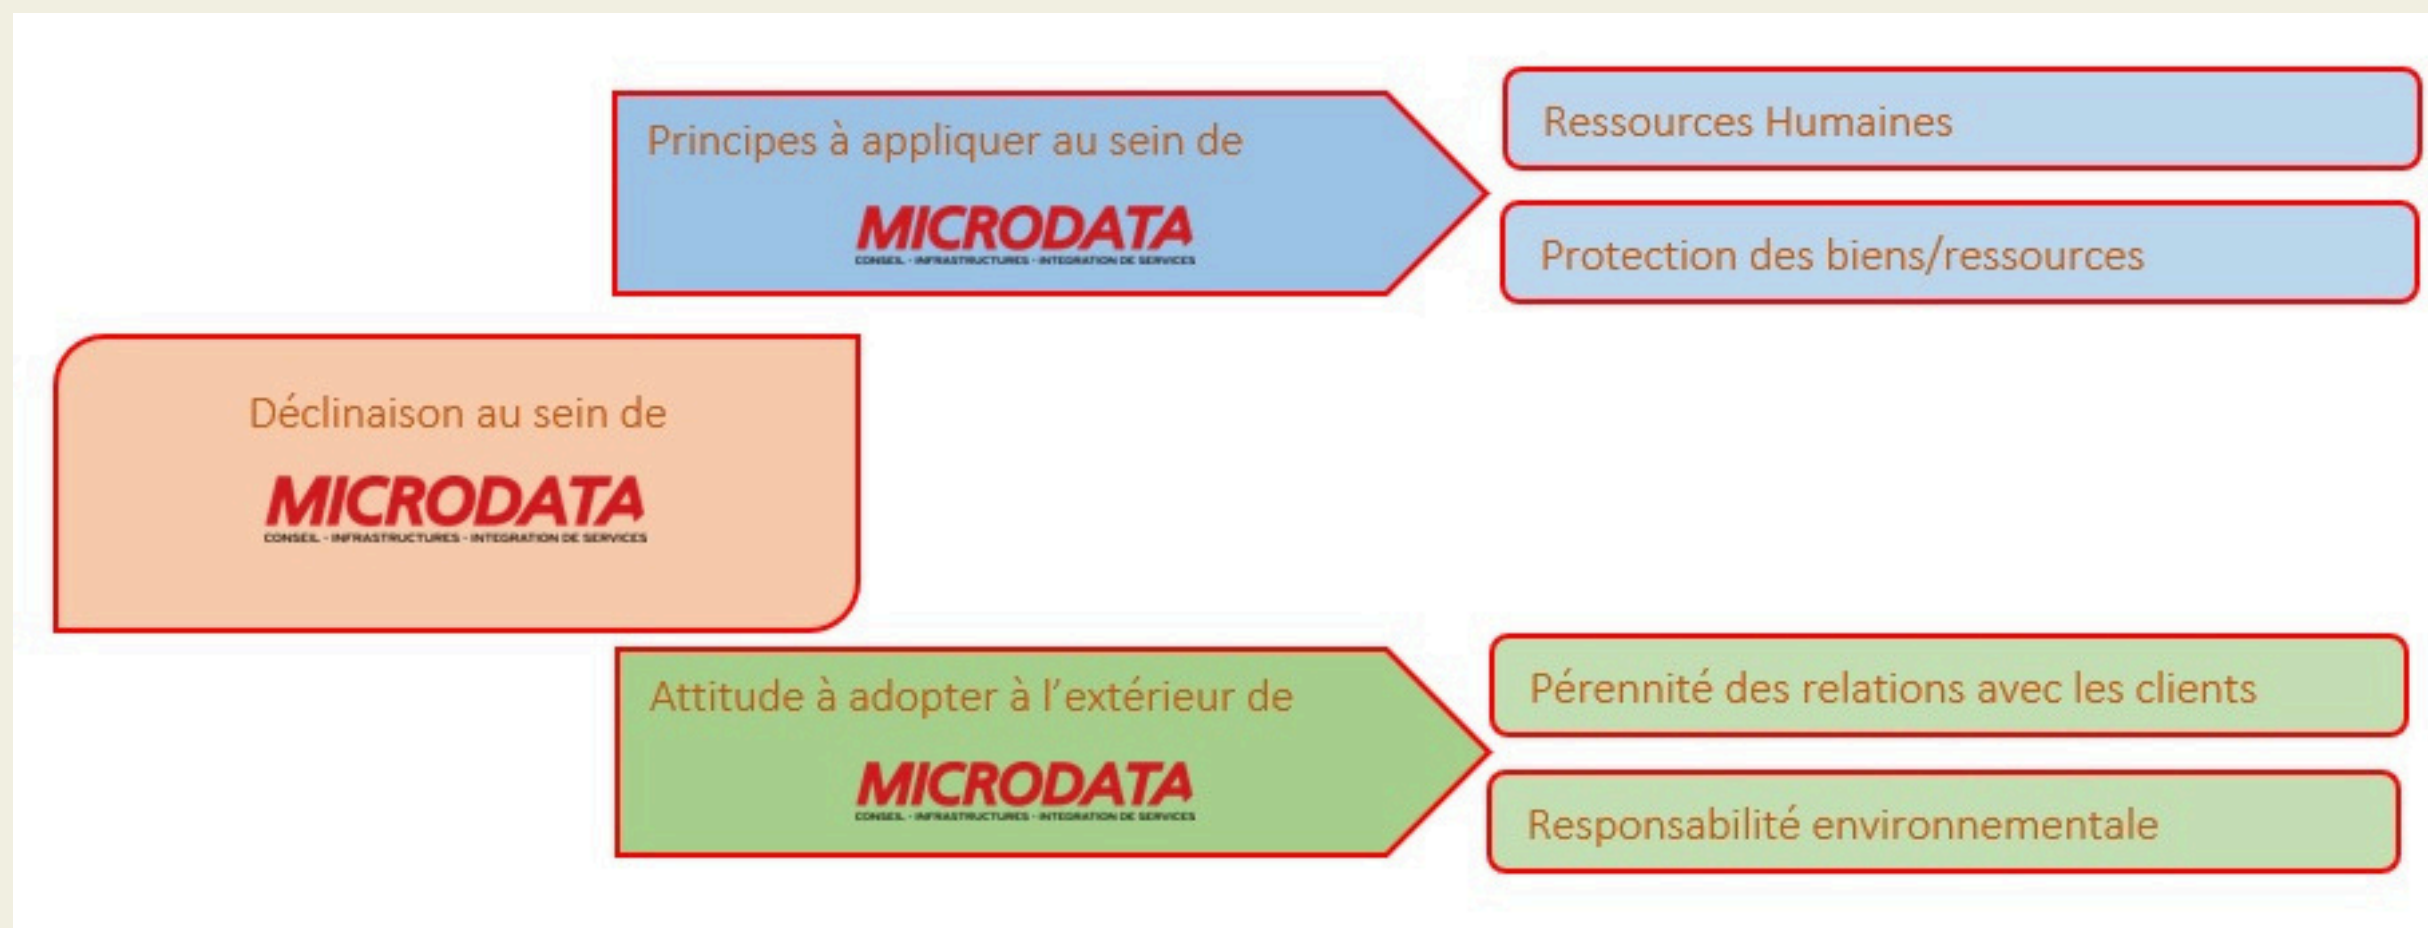 Principes à appliquer au sein de
MICRODATA
CONSEIL - INFRASTRUCTURES - INTEGRATION DE SERVICES
Ressources Humaines
Protection des biens/ressources
Déclinaison au sein de
MICRODATA
CONSEIL - INFRASTRUCTURES - INTEGRATION DE SERVICES
Attitude à adopter à l’extérieur de
MICRODATA
CONSEIL - INFRASTRUCTURES - INTEGRATION DE SERVICES
Pérennité des relations avec les clients
Responsabilité environnementale